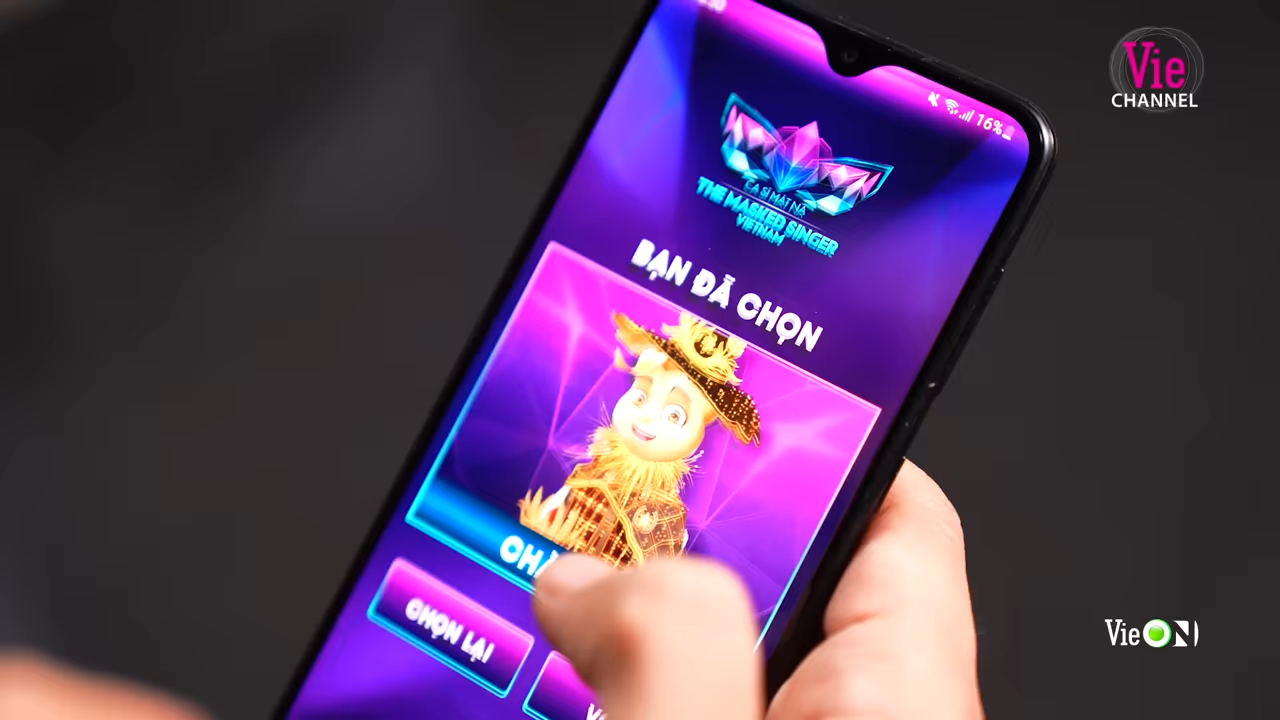 Vie
CHANNEL
16%
CA SĨ MẶT NẠ
THE MASKED SINGER
VIETNAM
BẠN ĐÃ CHỌN
CHỌN LẠI
VieON